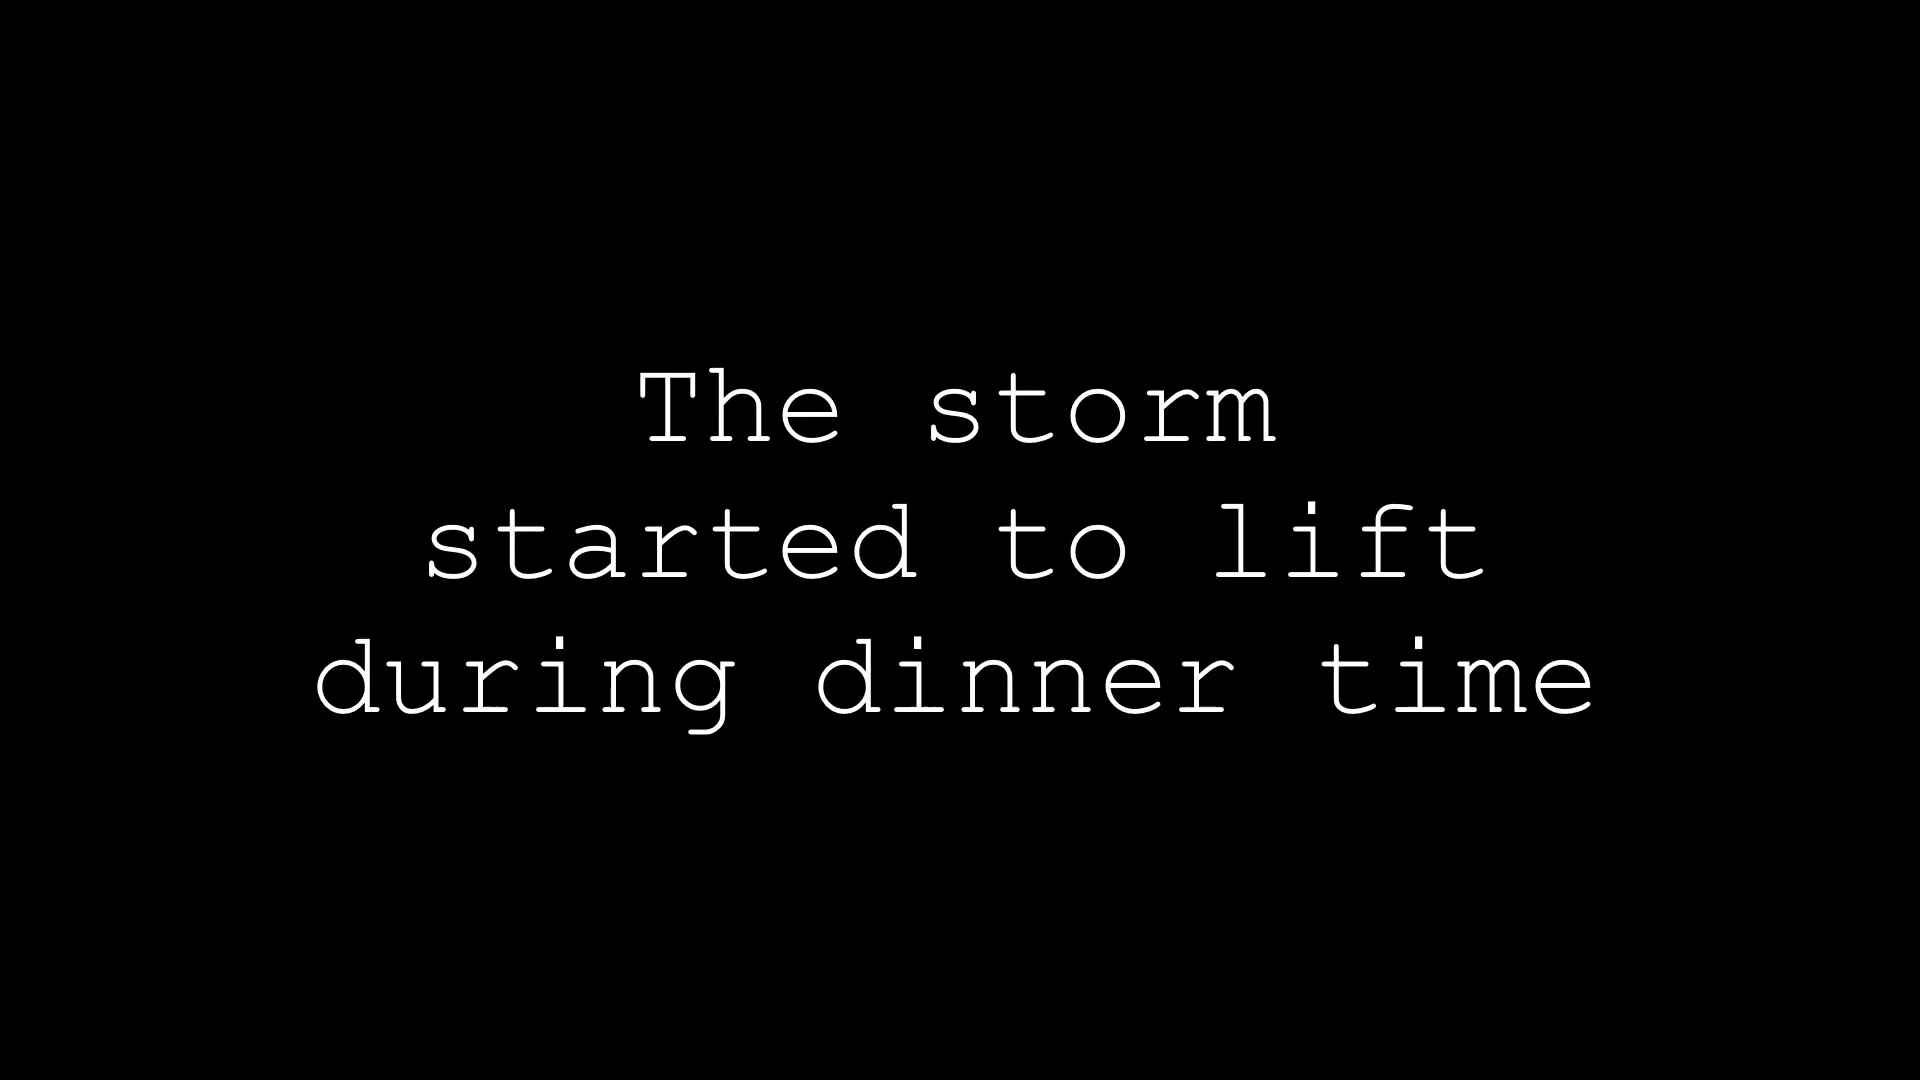 The storm
started to lift
during dinner time